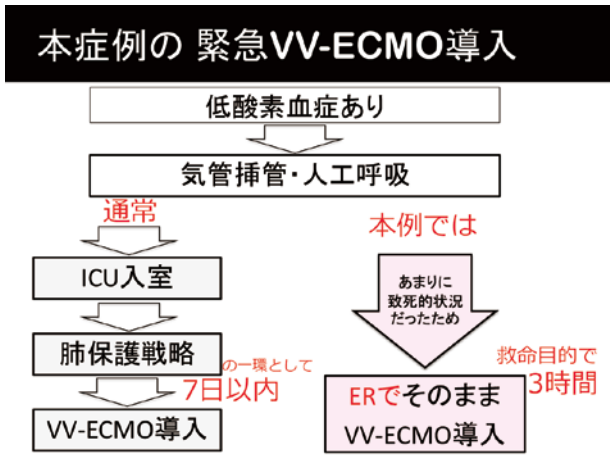 本症例の 緊急VV-ECMO導入
低酸素血症あり
気管挿管・人工呼吸
通常
ICU入室
肺保護戦略
の一環として
7日以内
VV-ECMO導入
本例では
あまりに
致死的状況
だったため
救命目的で
3時間
ERでそのまま
VV-ECMO導入